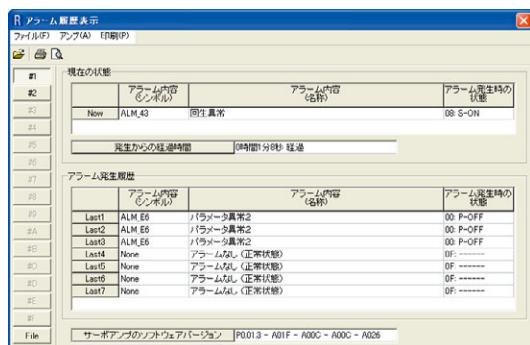 R アラーム履歴表示
ファイル(F) アンプ(A) 印刷(P)
#1
#2
#3
#4
#5
#6
#7
#8
#9
#A
#B
#C
#D
#E
#F
File
現在の状態
アラーム内容(シンボル) アラーム内容(名称) アラーム発生時の状態
Now ALM_43 回生異常 08: S-ON
発生からの経過時間 0時間1分8秒 経過
アラーム発生履歴
アラーム内容(シンボル) アラーム内容(名称) アラーム発生時の状態
Last1 ALM_E6 パラメータ異常2 00: P-OFF
Last2 ALM_E6 パラメータ異常2 00: P-OFF
Last3 ALM_E6 パラメータ異常2 00: P-OFF
Last4 None アラームなし(正常状態) 0F: ------
Last5 None アラームなし(正常状態) 0F: ------
Last6 None アラームなし(正常状態) 0F: ------
Last7 None アラームなし(正常状態) 0F: ------
サーボアンプのソフトウェアバージョン P0.01.3 - A01F - A00C - A00C - A026